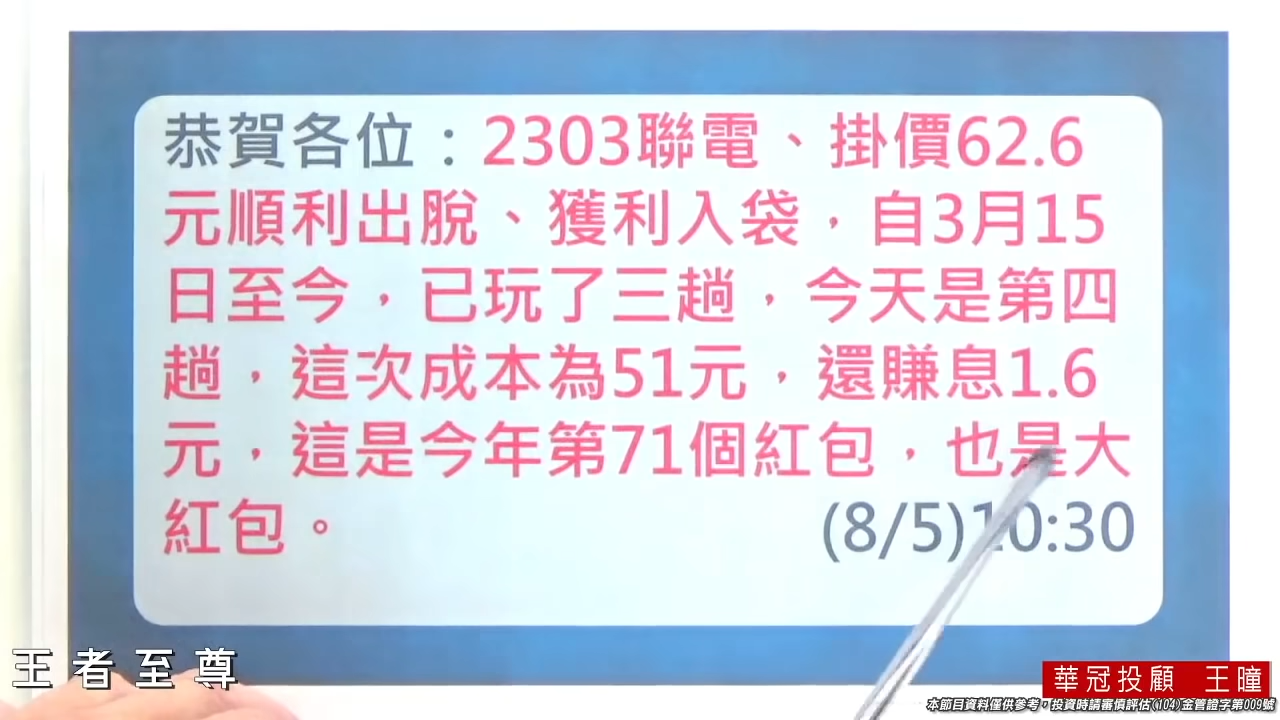 恭賀各位：2303聯電、掛價62.6
元順利出脫、獲利入袋，自3月15
日至今，已玩了三趟，今天是第四
趟，這次成本為51元，還賺息1.6
元，這是今年第71個紅包，也是大
紅包。
(8/5)10:30
王者至尊
華冠投顧 王曈
本節目資料僅供參考，投資時請審慎評估(104)金管證字第009號